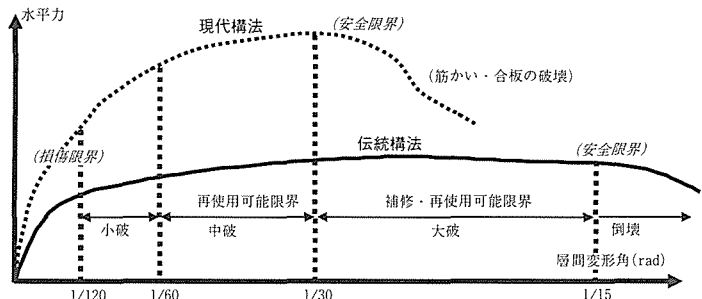 水平力
現代構法
(安全限界)
(筋かい・合板の破壊)
(損傷限界)
伝統構法
(安全限界)
再使用可能限界
補修・再使用可能限界
小破
中破
大破
倒壊
層間変形角(rad)
1/120
1/60
1/30
1/15